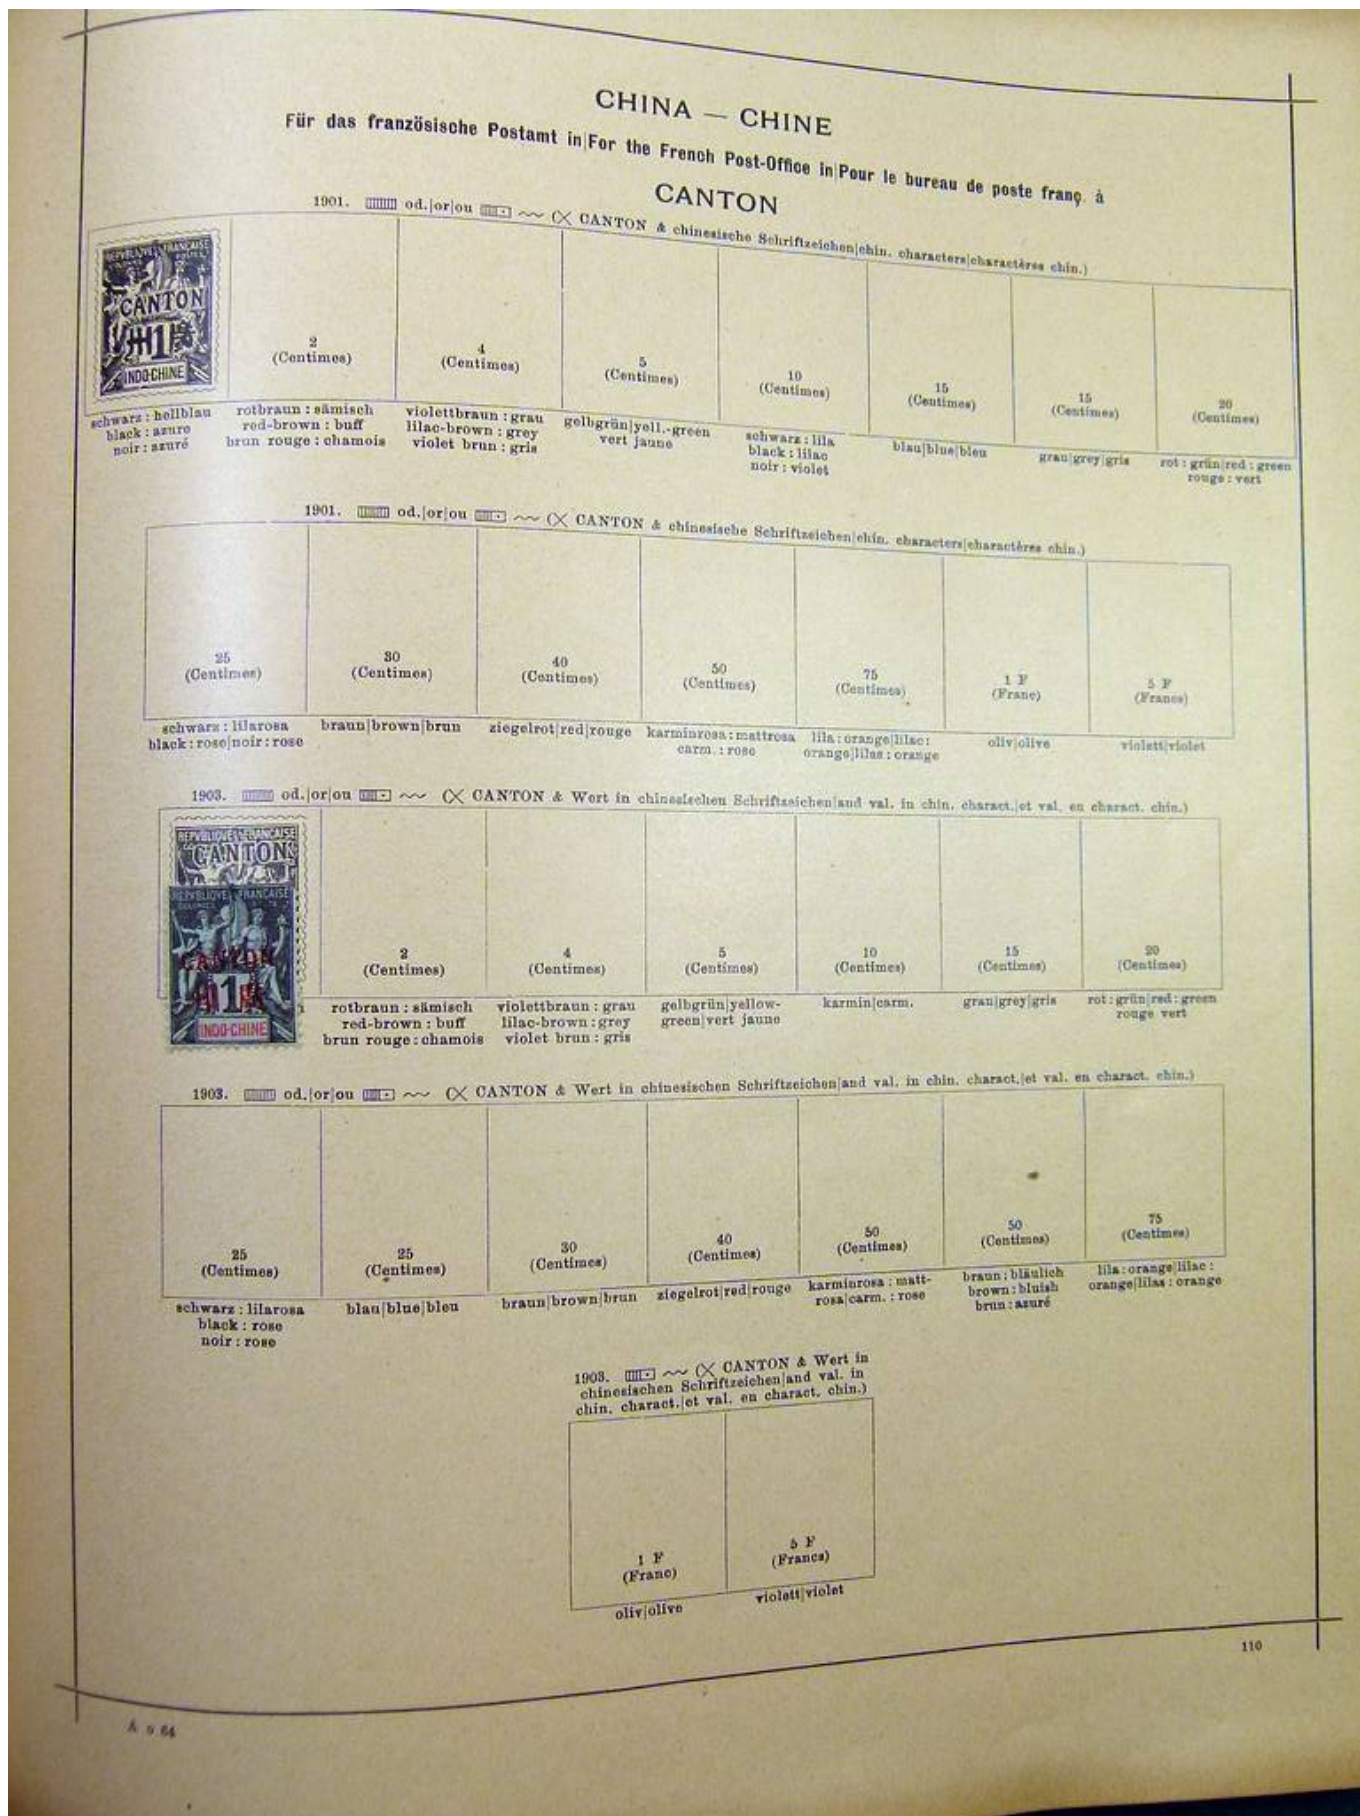 CHINA — CHINE
Für das französische Postamt in|For the French Post-Office in|Pour le bureau de poste franç. à
CANTON
1901. od.|or|ou CANTON & chinesische Schriftzeichen|chin. characters|charactères chin.)
REPVBLIQVE FRANÇAISE
COLONIES POSTES
CANTON
1
INDO-CHINE
2
(Centimes)
4
(Centimes)
5
(Centimes)
10
(Centimes)
15
(Centimes)
15
(Centimes)
20
(Centimes)
schwarz : hellblau
black : azure
noir : azuré
rotbraun : sämisch
red-brown : buff
brun rouge : chamois
violettbraun : grau
lilac-brown : grey
violet brun : gris
gelbgrün|yell.-green
vert jaune
schwarz : lila
black : lilac
noir : violet
blau|blue|bleu
grau|grey|gris
rot : grün|red : green
rouge : vert
1901. od.|or|ou CANTON & chinesische Schriftzeichen|chin. characters|charactères chin.)
25
(Centimes)
30
(Centimes)
40
(Centimes)
50
(Centimes)
75
(Centimes)
1 F
(Franc)
5 F
(Francs)
schwarz : lilarosa
black : rose|noir : rose
braun|brown|brun
ziegelrot|red|rouge
karminrosa : mattrosa
carm. : rose
lila : orange|lilac :
orange|lilas : orange
oliv|olive
violett|violet
1903. od.|or|ou CANTON & Wert in chinesischen Schriftzeichen|and val. in chin. charact.|et val. en charact. chin.)
REPVBLIQVE FRANÇAISE
CANTON
REPVBLIQVE FRANÇAISE
CANTON
1
INDO-CHINE
2
(Centimes)
4
(Centimes)
5
(Centimes)
10
(Centimes)
15
(Centimes)
20
(Centimes)
rotbraun : sämisch
red-brown : buff
brun rouge : chamois
violettbraun : grau
lilac-brown : grey
violet brun : gris
gelbgrün|yellow-
green|vert jaune
karmin|carm.
grau|grey|gris
rot : grün|red : green
rouge vert
1903. od.|or|ou CANTON & Wert in chinesischen Schriftzeichen|and val. in chin. charact.|et val. en charact. chin.)
25
(Centimes)
25
(Centimes)
30
(Centimes)
40
(Centimes)
50
(Centimes)
50
(Centimes)
75
(Centimes)
schwarz : lilarosa
black : rose
noir : rose
blau|blue|bleu
braun|brown|brun
ziegelrot|red|rouge
karminrosa : matt-
rosa|carm. : rose
braun : bläulich
brown : bluish
brun : azuré
lila : orange|lilac :
orange|lilas : orange
1903. CANTON & Wert in
chinesischen Schriftzeichen|and val. in
chin. charact.|et val. en charact. chin.)
1 F
(Franc)
5 F
(Francs)
oliv|olive
violett|violet
110